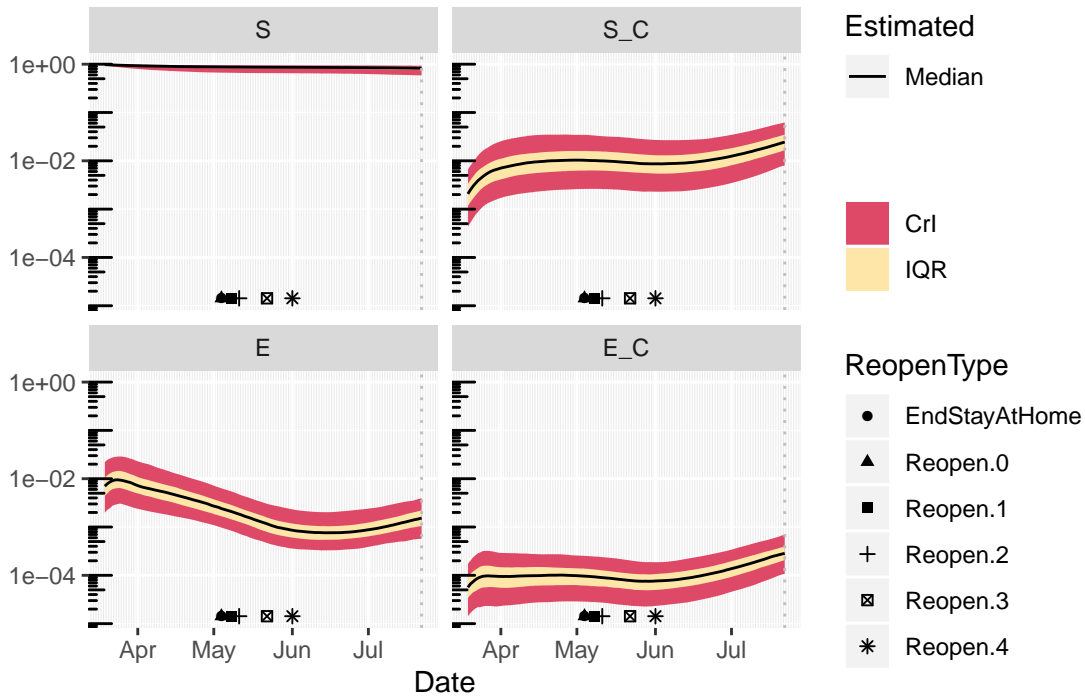 S
S_C
1e+00
1e−02
1e−04
E
E_C
1e+00
1e−02
1e−04
Apr
May
Jun
Jul
Apr
May
Jun
Jul
Date
Estimated
Median
CrI
IQR
ReopenType
EndStayAtHome
Reopen.0
Reopen.1
Reopen.2
Reopen.3
Reopen.4